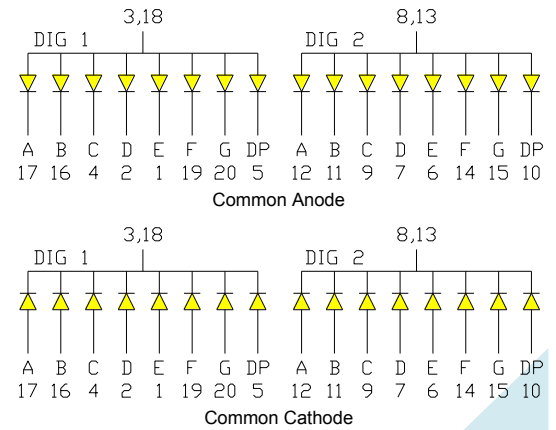 3,18 8,13
DIG 1 DIG 2
A B C D E F G DP A B C D E F G DP
17 16 4 2 1 19 20 5 12 11 9 7 6 14 15 10
Common Anode
3,18 8,13
DIG 1 DIG 2
A B C D E F G DP A B C D E F G DP
17 16 4 2 1 19 20 5 12 11 9 7 6 14 15 10
Common Cathode